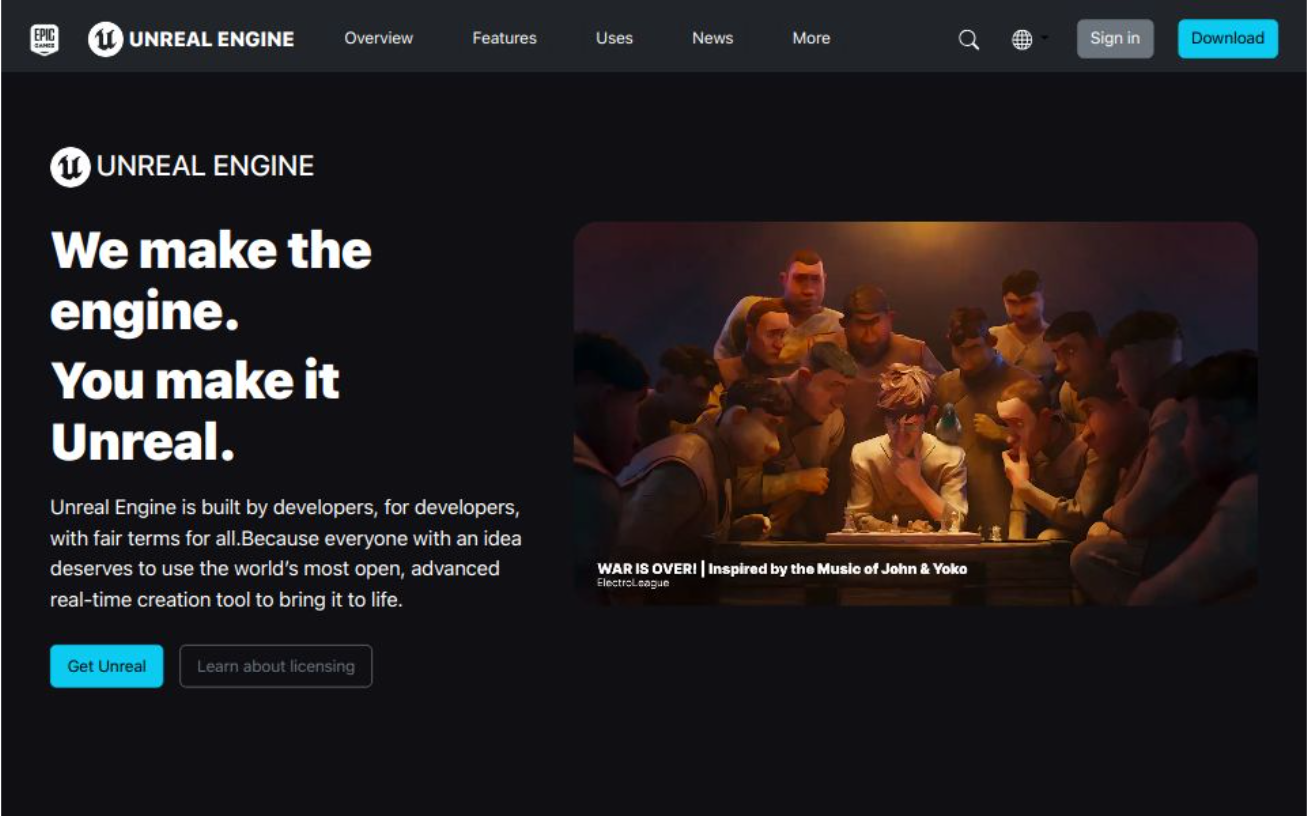 EPIC
GAMES
UNREAL ENGINE
Overview
Features
Uses
News
More
Sign in
Download
UNREAL ENGINE
We make the
engine.
You make it
Unreal.
Unreal Engine is built by developers, for developers,
with fair terms for all.Because everyone with an idea
deserves to use the world’s most open, advanced
real-time creation tool to bring it to life.
Get Unreal
Learn about licensing
WAR IS OVER! | Inspired by the Music of John & Yoko
ElectroLeague